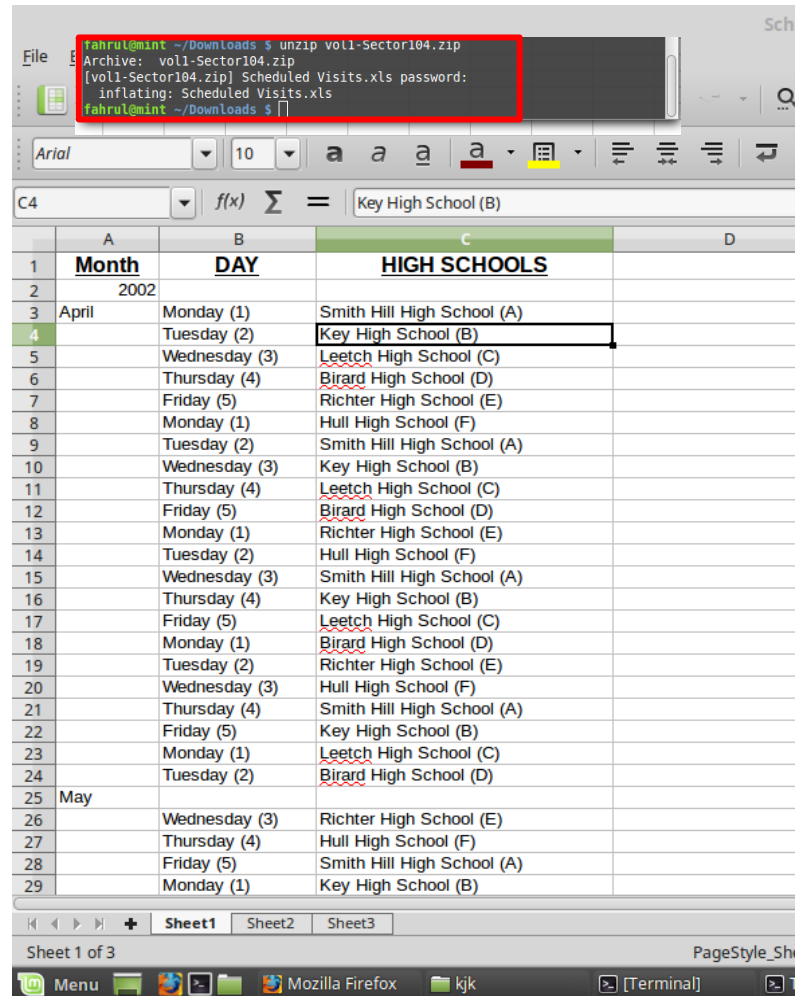 Sch
File E
fahrul@mint ~/Downloads $ unzip vol1-Sector104.zip
Archive:  vol1-Sector104.zip
[vol1-Sector104.zip] Scheduled Visits.xls password:
  inflating: Scheduled Visits.xls
fahrul@mint ~/Downloads $
Arial 10 a a a a
C4 f(x) Σ = Key High School (B)
A B C D
1 Month DAY HIGH SCHOOLS
2 2002
3 April Monday (1) Smith Hill High School (A)
4 Tuesday (2) Key High School (B)
5 Wednesday (3) Leetch High School (C)
6 Thursday (4) Birard High School (D)
7 Friday (5) Richter High School (E)
8 Monday (1) Hull High School (F)
9 Tuesday (2) Smith Hill High School (A)
10 Wednesday (3) Key High School (B)
11 Thursday (4) Leetch High School (C)
12 Friday (5) Birard High School (D)
13 Monday (1) Richter High School (E)
14 Tuesday (2) Hull High School (F)
15 Wednesday (3) Smith Hill High School (A)
16 Thursday (4) Key High School (B)
17 Friday (5) Leetch High School (C)
18 Monday (1) Birard High School (D)
19 Tuesday (2) Richter High School (E)
20 Wednesday (3) Hull High School (F)
21 Thursday (4) Smith Hill High School (A)
22 Friday (5) Key High School (B)
23 Monday (1) Leetch High School (C)
24 Tuesday (2) Birard High School (D)
25 May
26 Wednesday (3) Richter High School (E)
27 Thursday (4) Hull High School (F)
28 Friday (5) Smith Hill High School (A)
29 Monday (1) Key High School (B)
Sheet1 Sheet2 Sheet3
Sheet 1 of 3 PageStyle_She
Menu Mozilla Firefox kjk [Terminal] T